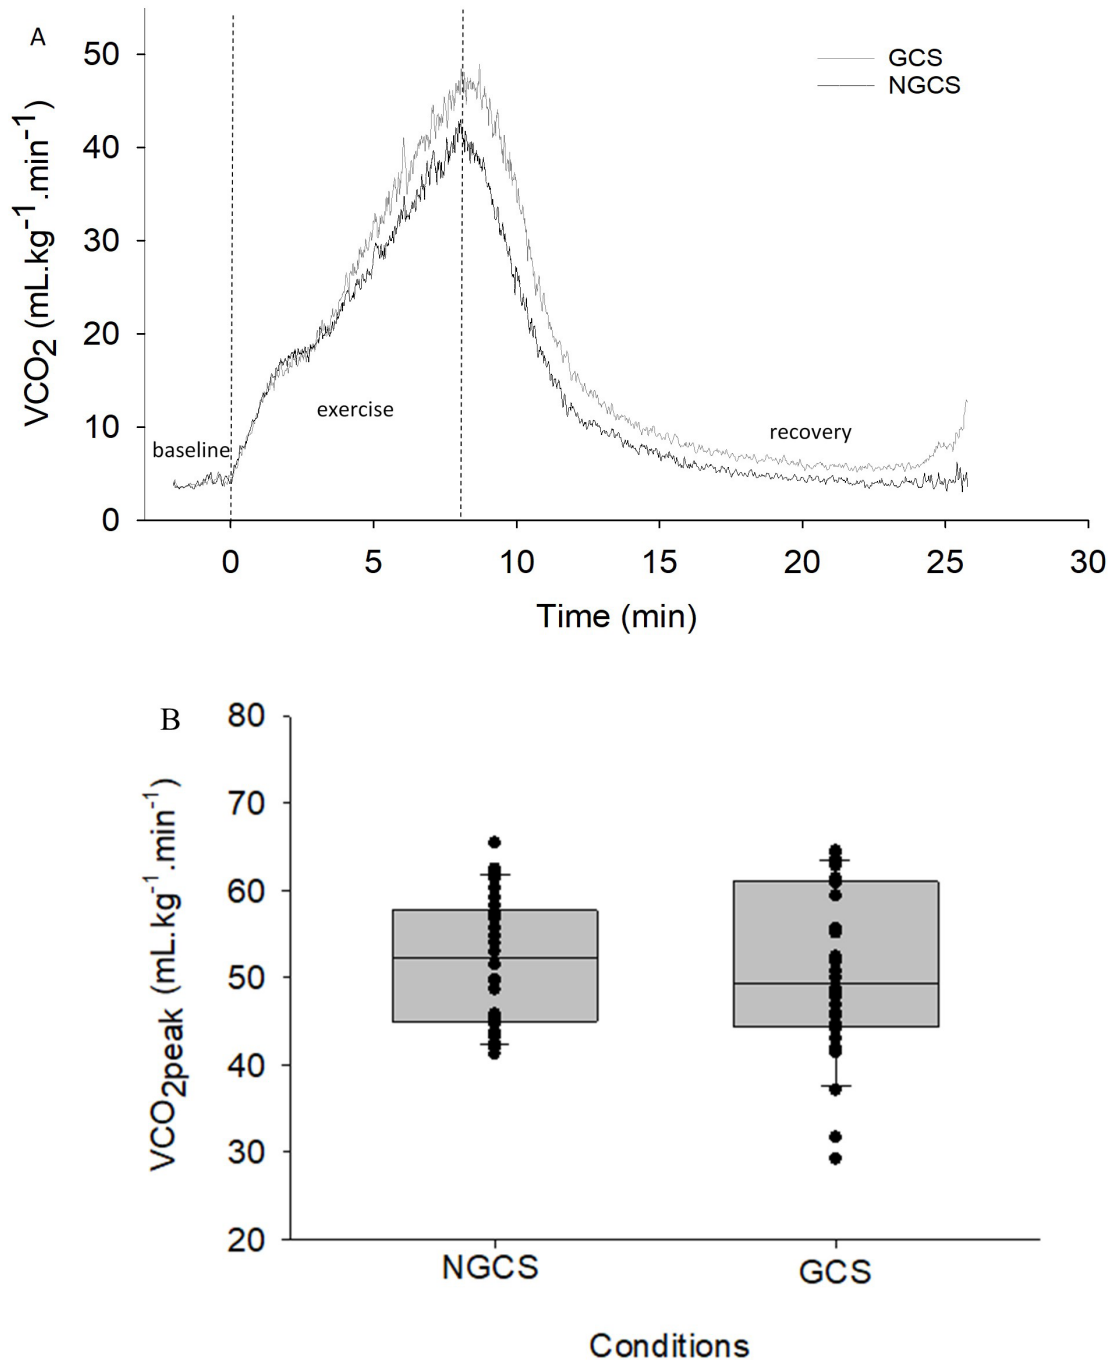 A
50
40
30
20
10
0
VCO2 (mL.kg-1.min-1)
GCS
NGCS
baseline
exercise
recovery
0 5 10 15 20 25 30
Time (min)
B
80
70
60
50
40
30
20
VCO2peak (mL.kg-1.min-1)
NGCS GCS
Conditions